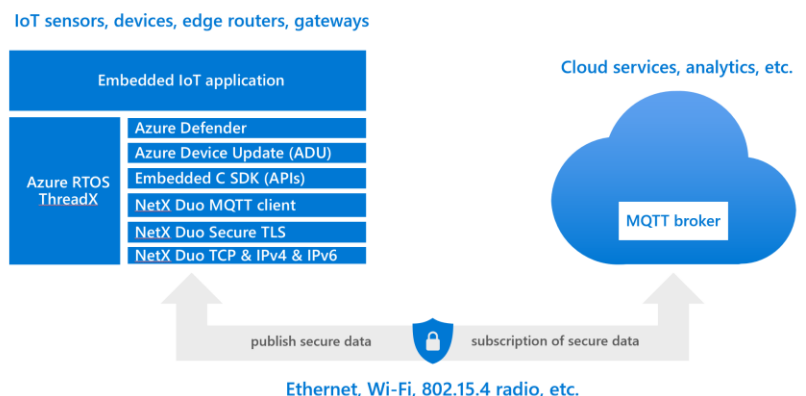 IoT sensors, devices, edge routers, gateways
Embedded IoT application
Azure RTOS
ThreadX
Azure Defender
Azure Device Update (ADU)
Embedded C SDK (APIs)
NetX Duo MQTT client
NetX Duo Secure TLS
NetX Duo TCP & IPv4 & IPv6
Cloud services, analytics, etc.
MQTT broker
publish secure data
subscription of secure data
Ethernet, Wi-Fi, 802.15.4 radio, etc.